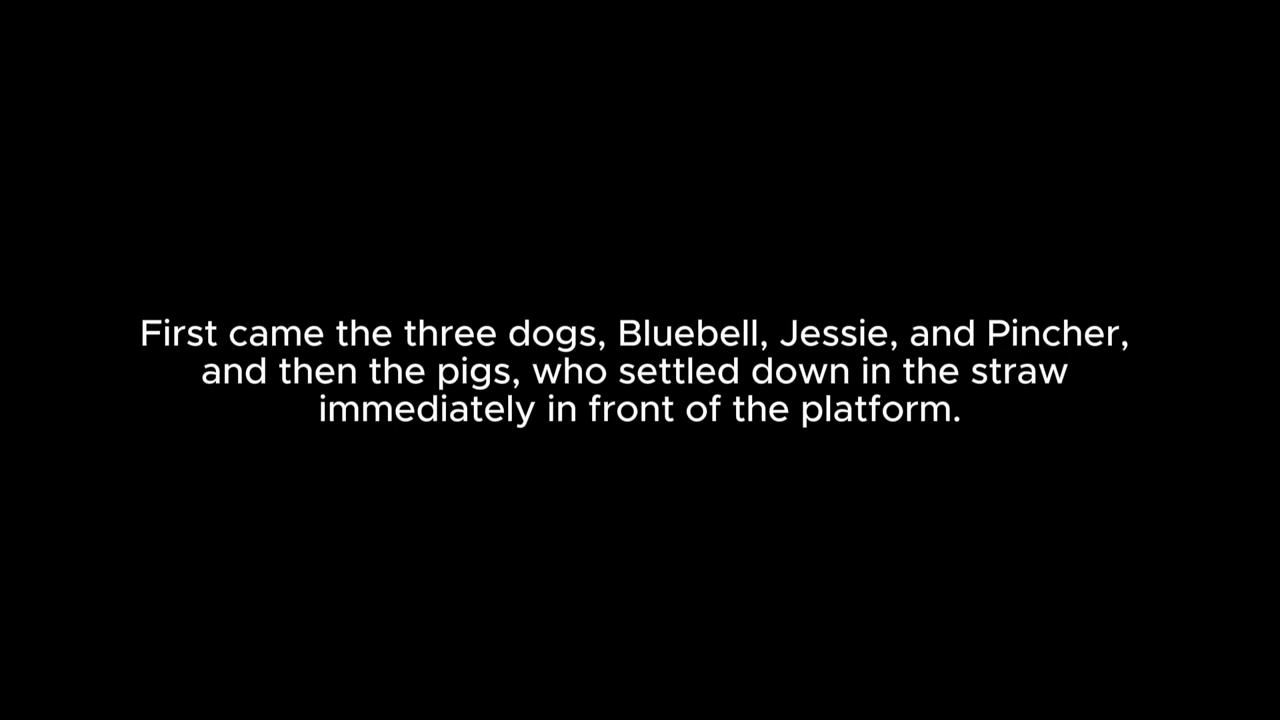 First came the three dogs, Bluebell, Jessie, and Pincher,
and then the pigs, who settled down in the straw
immediately in front of the platform.